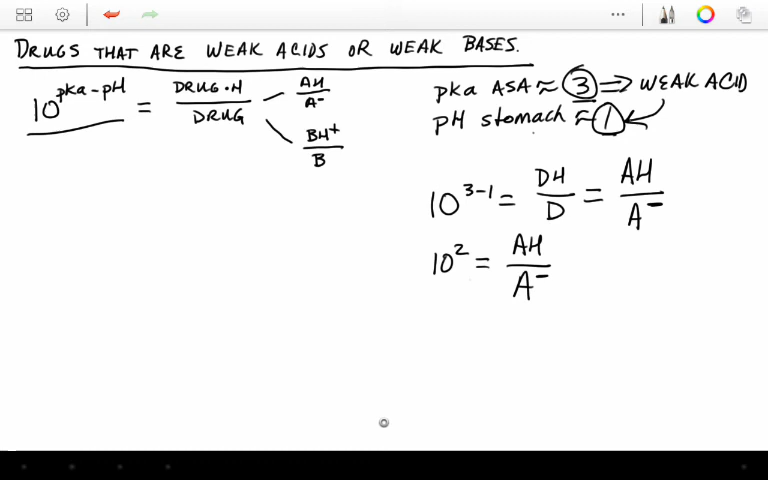 DRUGS THAT ARE WEAK ACIDS OR WEAK BASES.
10^pka-pH = DRUG·H / DRUG
AH / A-
BH+ / B
pka ASA ≈ 3 ⇒ WEAK ACID
pH stomach ≈ 1
10^3-1 = DH / D = AH / A-
10^2 = AH / A-